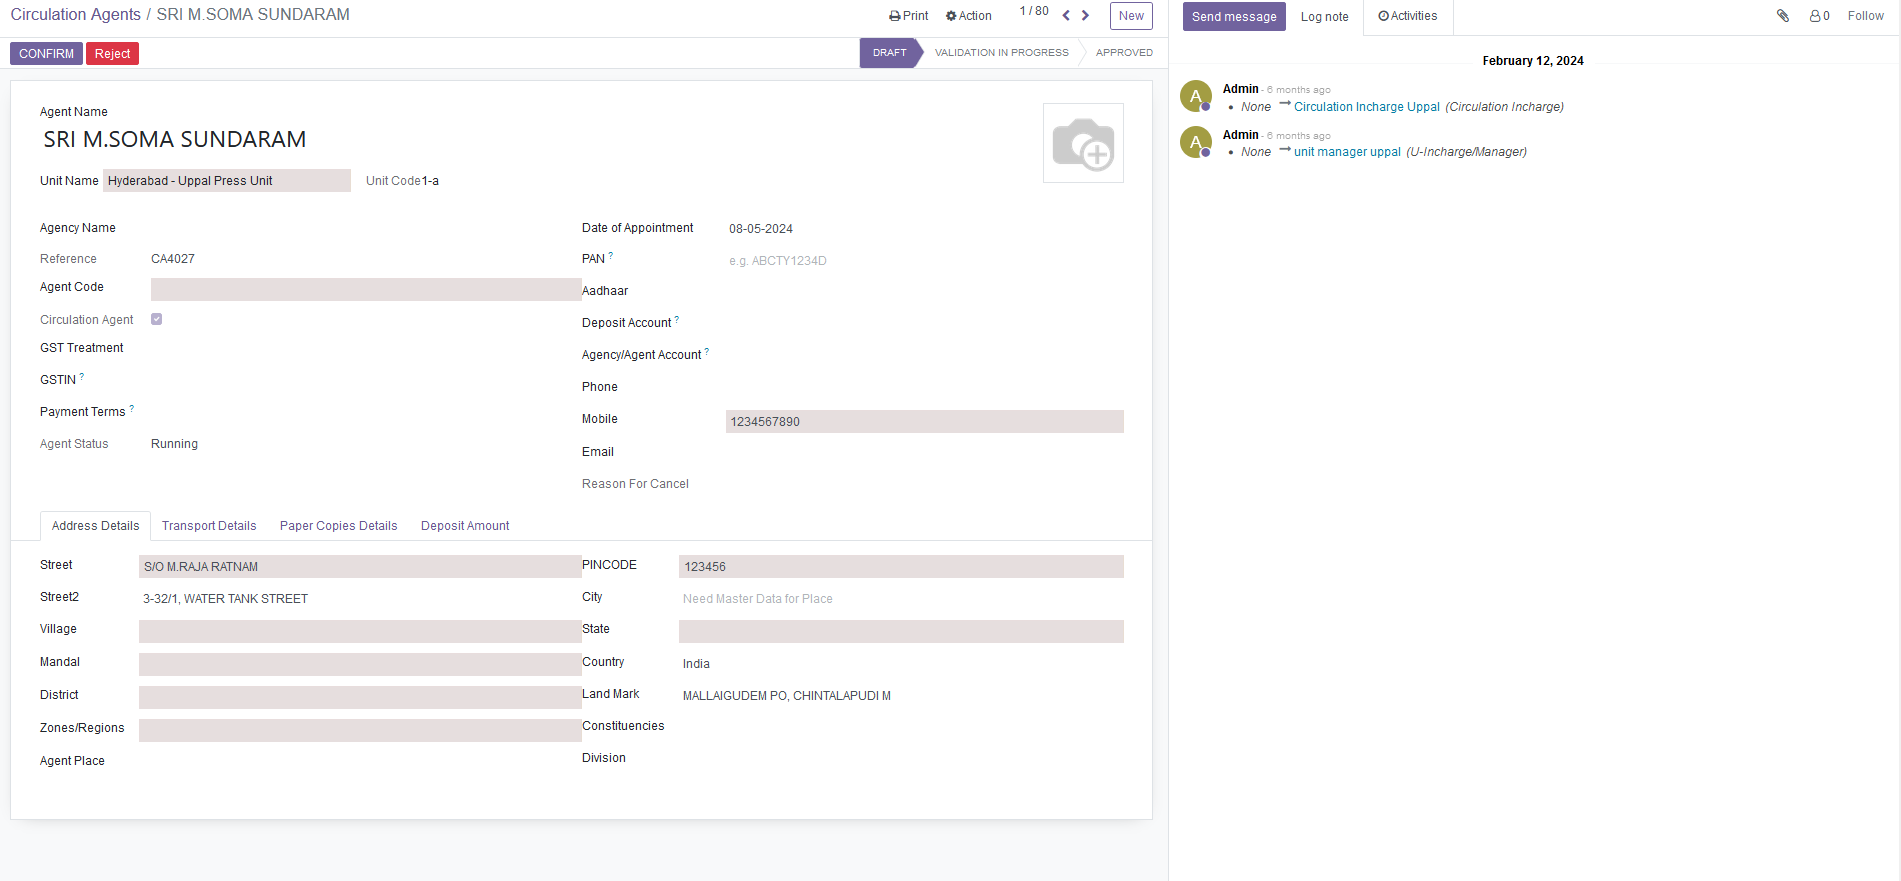 Circulation Agents / SRI M.SOMA SUNDARAM
Print Action 1 / 80 New
CONFIRM Reject
DRAFT VALIDATION IN PROGRESS APPROVED
Agent Name
SRI M.SOMA SUNDARAM
Unit Name Hyderabad - Uppal Press Unit Unit Code 1-a
Agency Name
Reference CA4027
Agent Code
Circulation Agent
GST Treatment
GSTIN ?
Payment Terms ?
Agent Status Running
Date of Appointment 08-05-2024
PAN ? e.g. ABCTY1234D
Aadhaar
Deposit Account ?
Agency/Agent Account ?
Phone
Mobile 1234567890
Email
Reason For Cancel
Address Details Transport Details Paper Copies Details Deposit Amount
Street S/O M.RAJA RATNAM
Street2 3-32/1, WATER TANK STREET
Village
Mandal
District
Zones/Regions
Agent Place
PINCODE 123456
City Need Master Data for Place
State
Country India
Land Mark MALLAIGUDEM PO, CHINTALAPUDI M
Constituencies
Division
Send message Log note Activities 0 Follow
February 12, 2024
A Admin - 6 months ago
• None → Circulation Incharge Uppal (Circulation Incharge)
A Admin - 6 months ago
• None → unit manager uppal (U-Incharge/Manager)